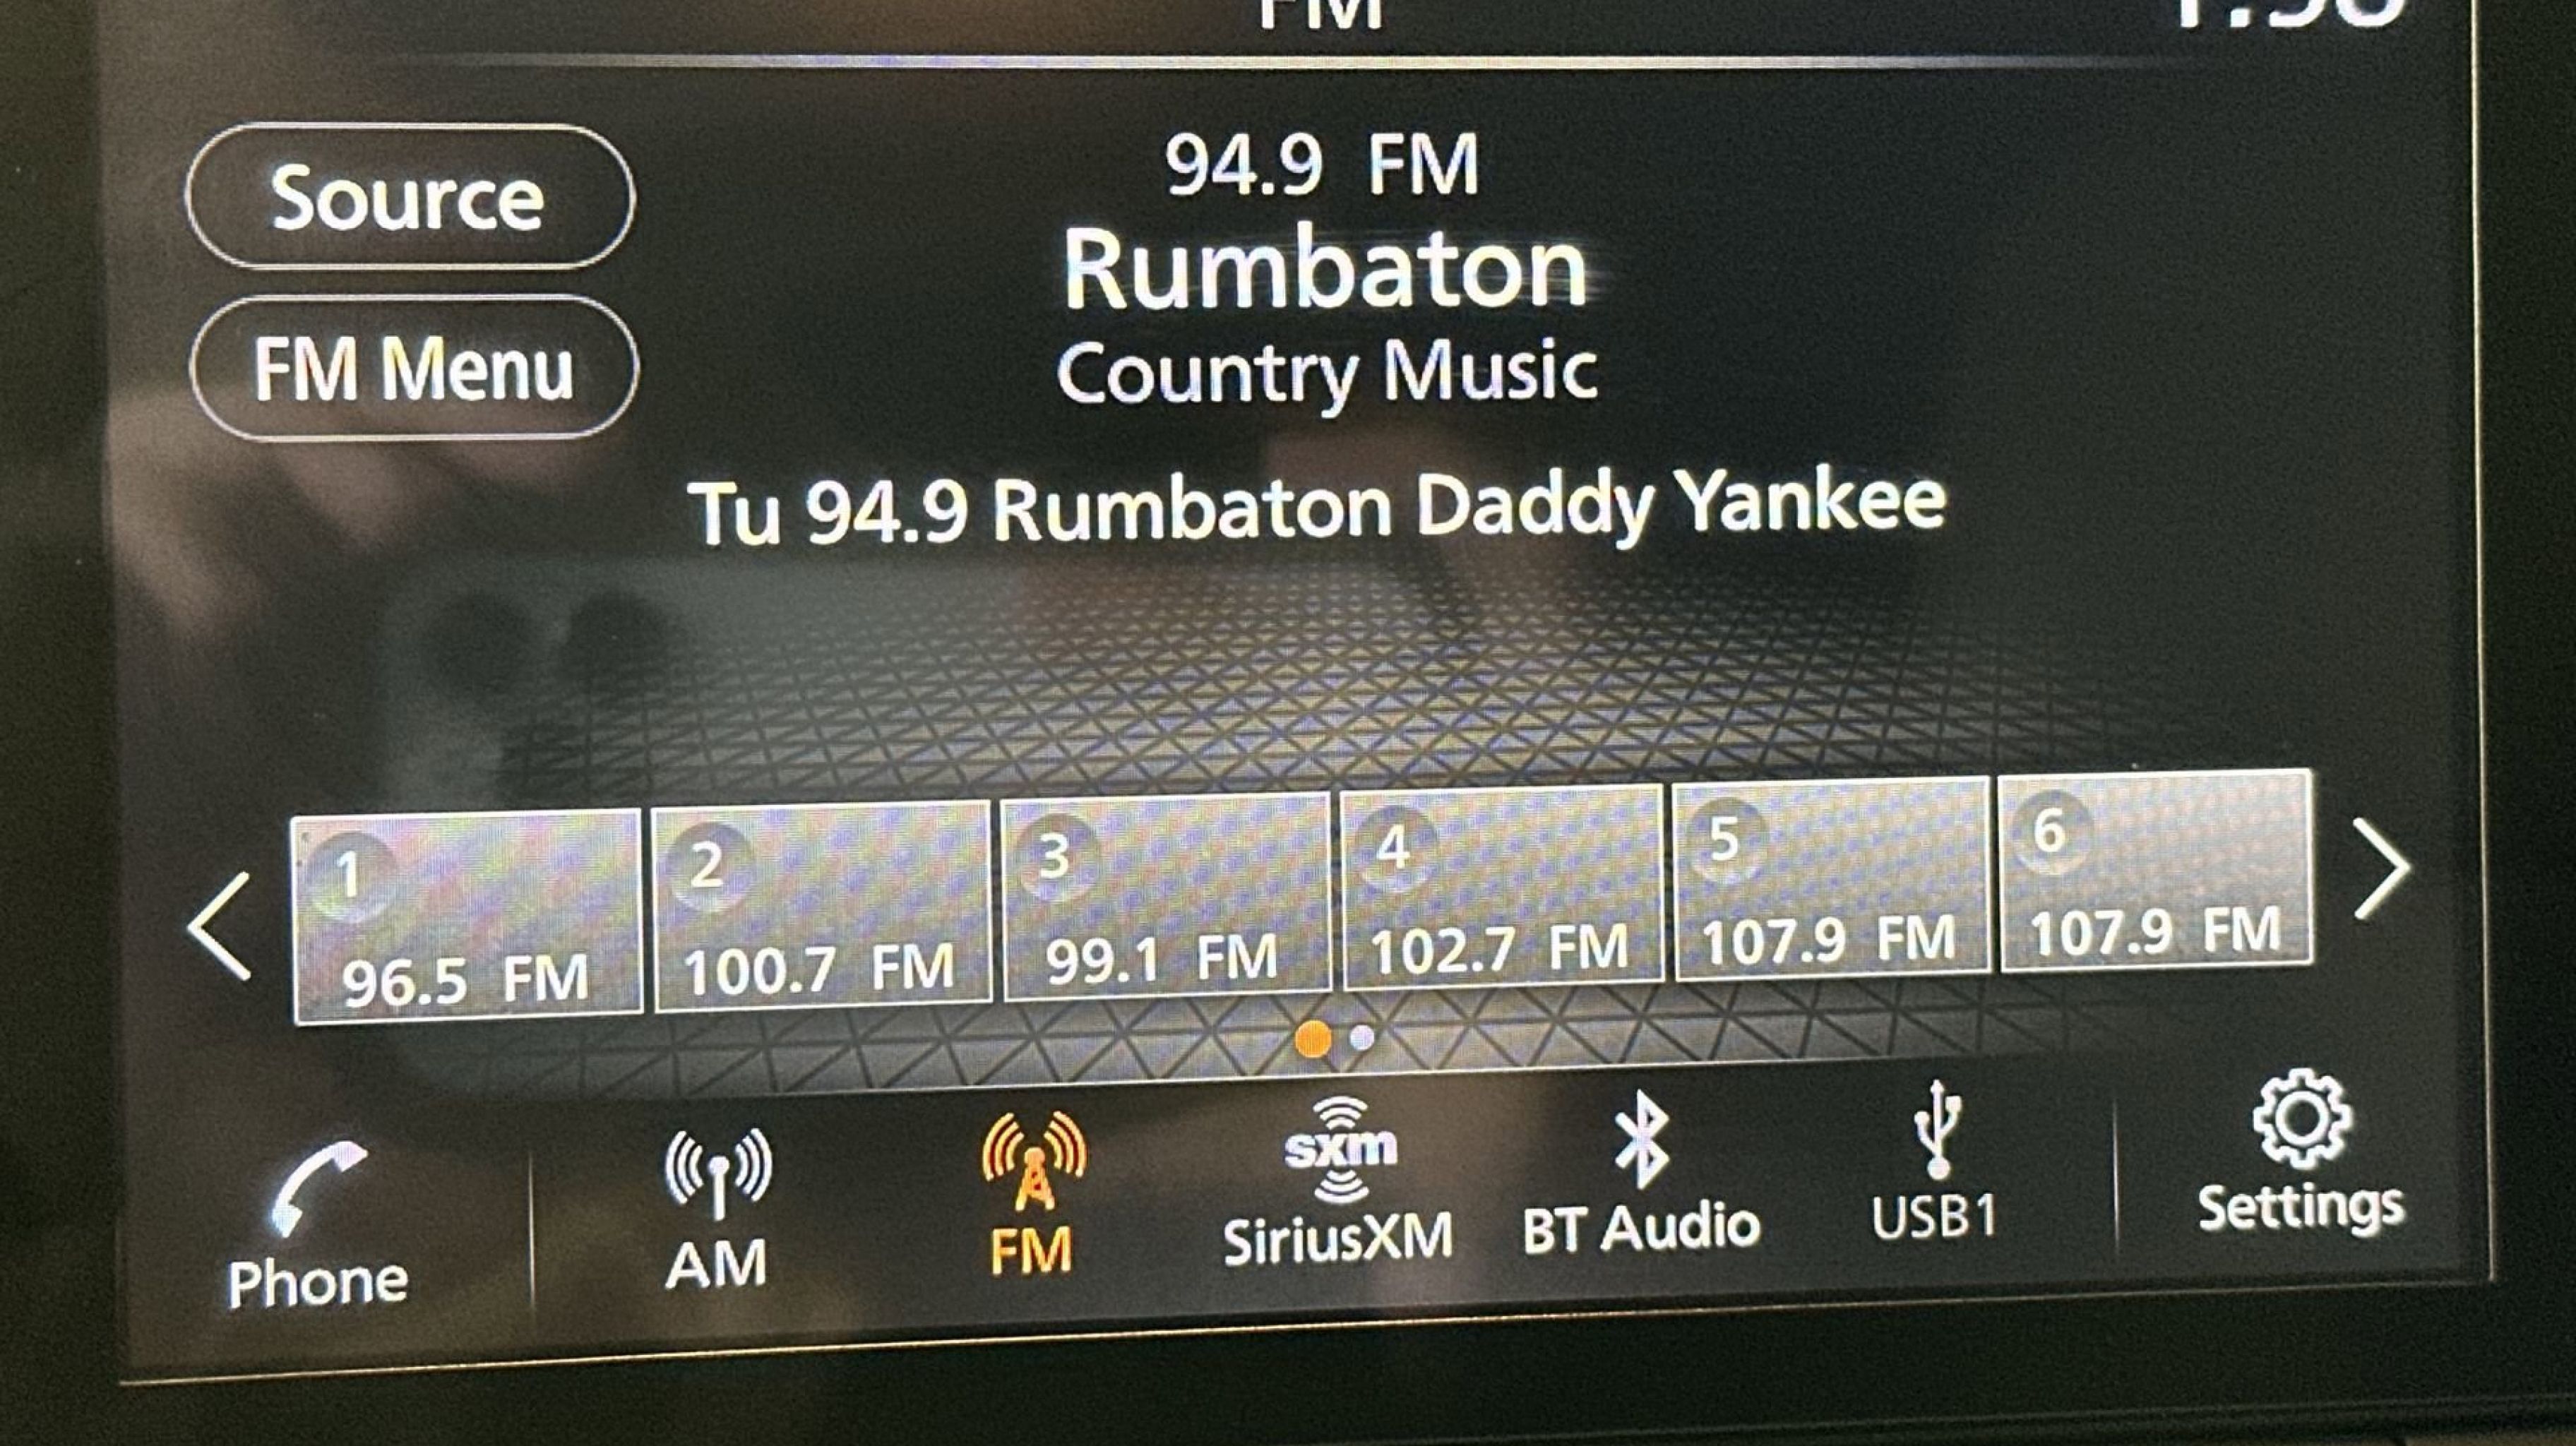 FM
Source
94.9 FM
Rumbaton
FM Menu
Country Music
Tu 94.9 Rumbaton Daddy Yankee
1
2
3
4
5
6
96.5 FM
100.7 FM
99.1 FM
102.7 FM
107.9 FM
107.9 FM
sxm
Phone
AM
FM
SiriusXM
BT Audio
USB1
Settings